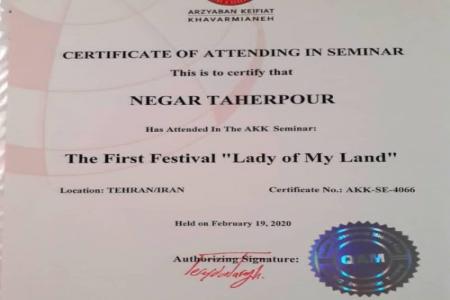 ARZYABAN KEIFIAT
KHAVARMIANEH
CERTIFICATE OF ATTENDING IN SEMINAR
This is to certify that
NEGAR TAHERPOUR
Has Attended In The AKK Seminar:
The First Festival "Lady of My Land"
Location: TEHRAN/IRAN Certificate No.: AKK-SE-4066
Held on February 19, 2020
Authorizing Signature:
QAM